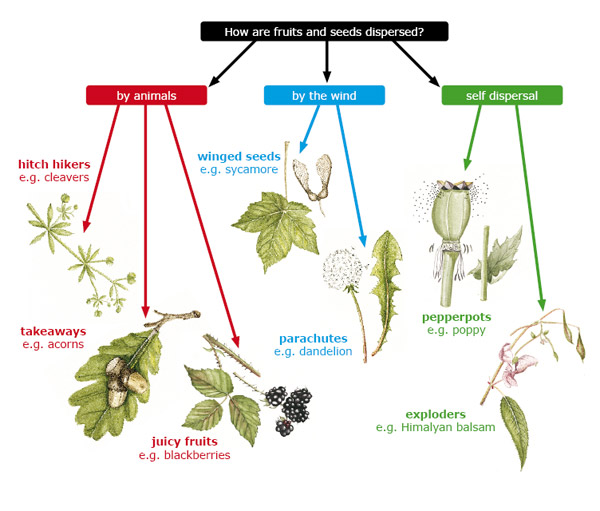 How are fruits and seeds dispersed?
by animals
by the wind
self dispersal
hitch hikers
e.g. cleavers
winged seeds
e.g. sycamore
takeaways
e.g. acorns
parachutes
e.g. dandelion
pepperpots
e.g. poppy
juicy fruits
e.g. blackberries
exploders
e.g. Himalyan balsam